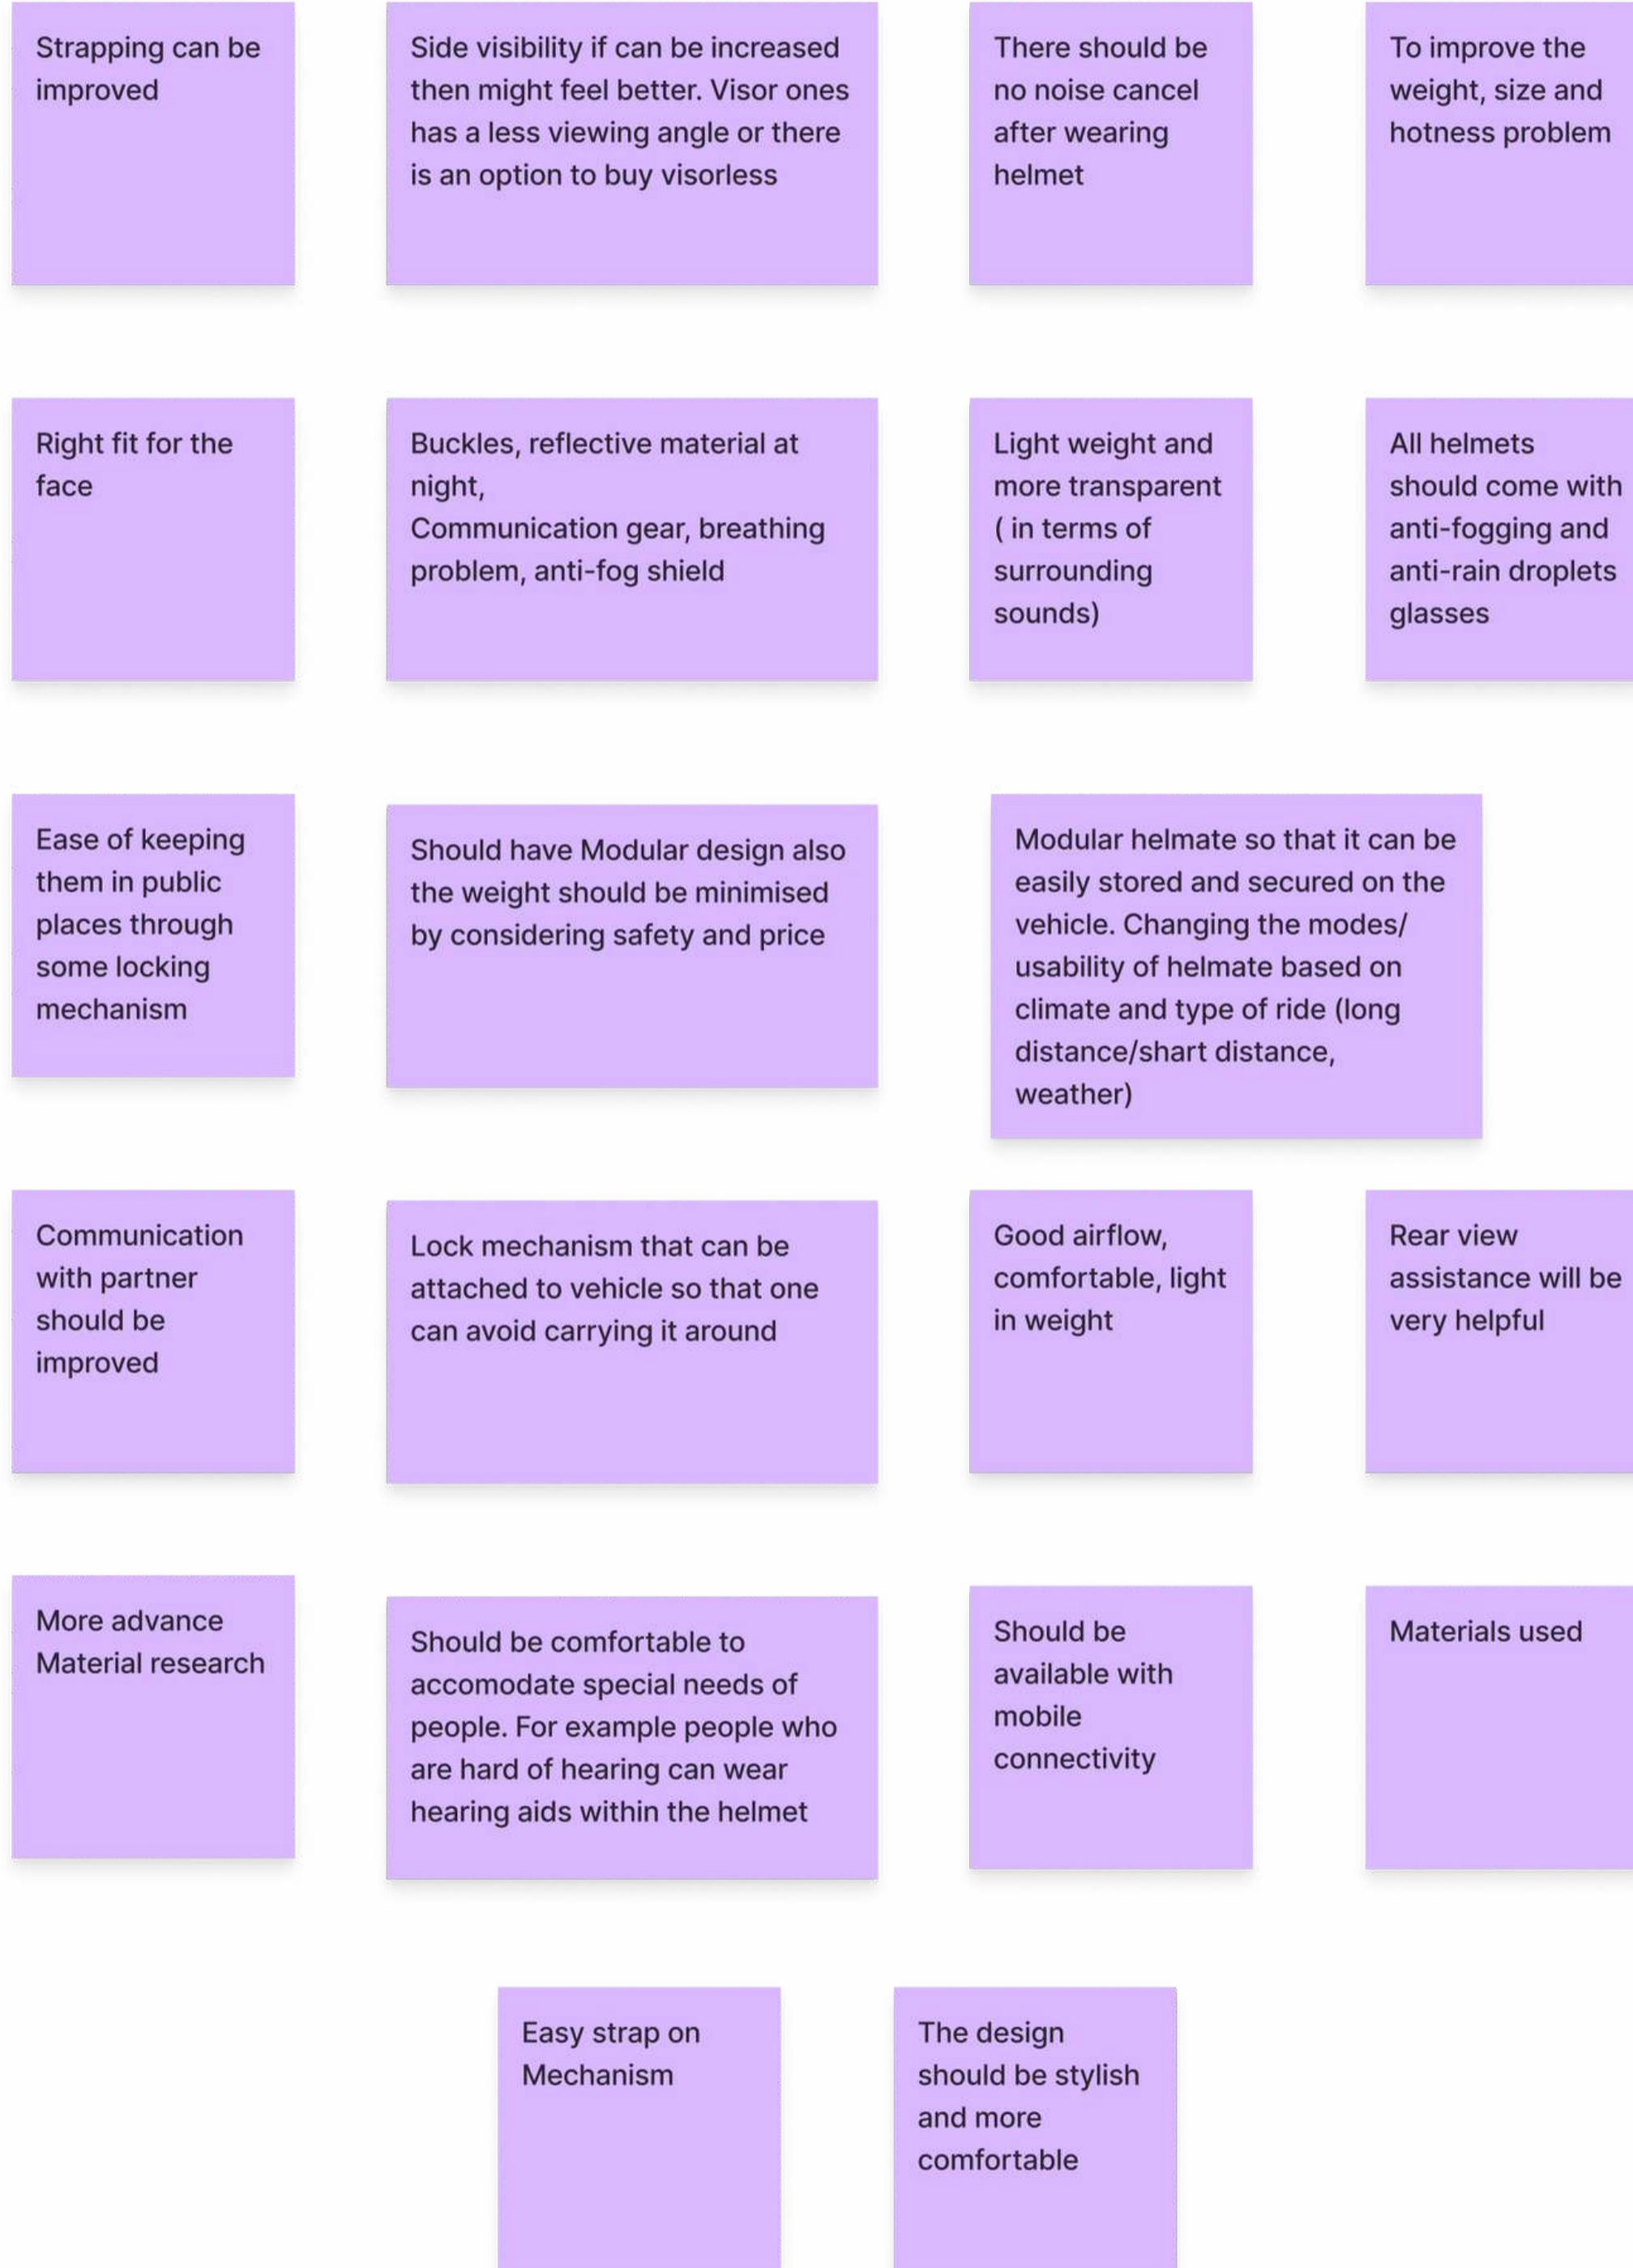 Strapping can be
improved
Side visibility if can be increased
then might feel better. Visor ones
has a less viewing angle or there
is an option to buy visorless
There should be
no noise cancel
after wearing
helmet
To improve the
weight, size and
hotness problem
Right fit for the
face
Buckles, reflective material at
night,
Communication gear, breathing
problem, anti-fog shield
Light weight and
more transparent
( in terms of
surrounding
sounds)
All helmets
should come with
anti-fogging and
anti-rain droplets
glasses
Ease of keeping
them in public
places through
some locking
mechanism
Should have Modular design also
the weight should be minimised
by considering safety and price
Modular helmate so that it can be
easily stored and secured on the
vehicle. Changing the modes/
usability of helmate based on
climate and type of ride (long
distance/shart distance,
weather)
Communication
with partner
should be
improved
Lock mechanism that can be
attached to vehicle so that one
can avoid carrying it around
Good airflow,
comfortable, light
in weight
Rear view
assistance will be
very helpful
More advance
Material research
Should be comfortable to
accomodate special needs of
people. For example people who
are hard of hearing can wear
hearing aids within the helmet
Should be
available with
mobile
connectivity
Materials used
Easy strap on
Mechanism
The design
should be stylish
and more
comfortable